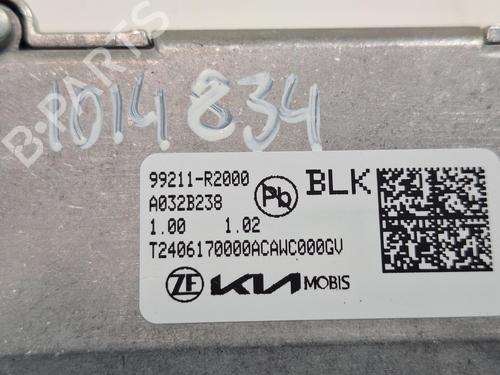 B-PARTS
1014834
99211-R2000 Pb BLK
A032B238
1.00 1.02
T2406170000ACAWC000GV
ZF KIA MOBIS